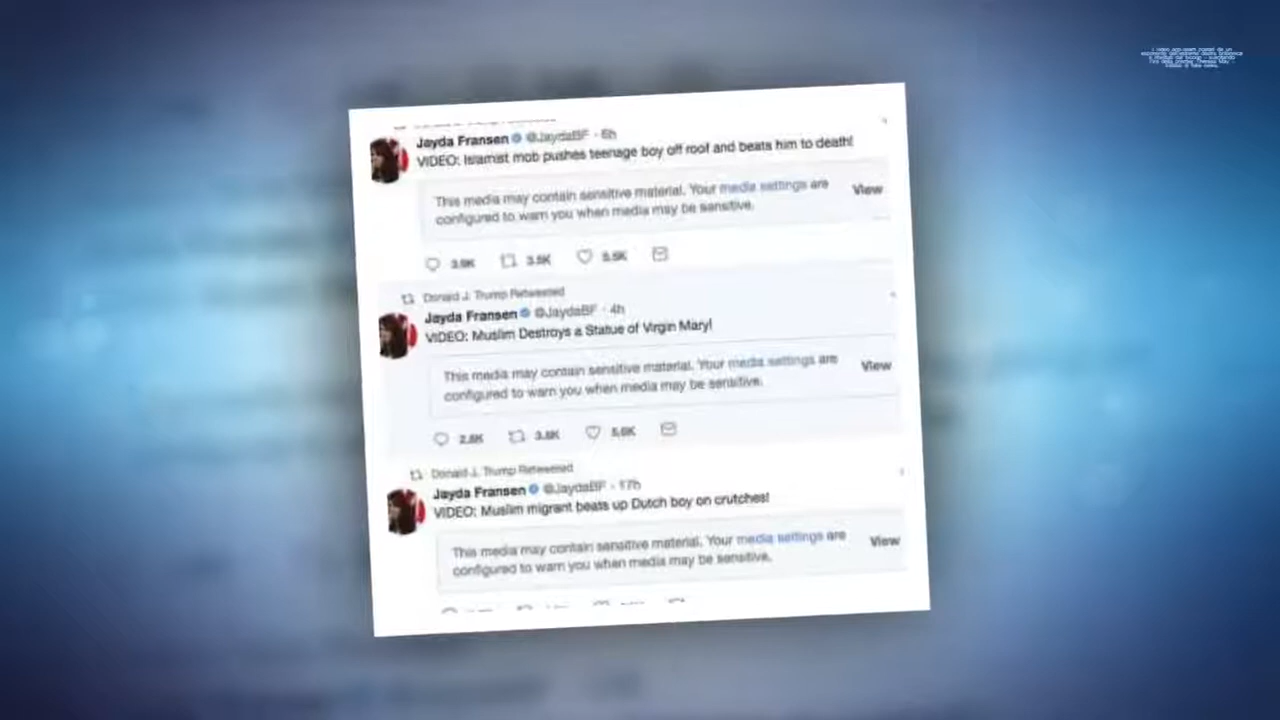 Jayda Fransen @JaydaBF · 6h
VIDEO: Islamist mob pushes teenage boy off roof and beats him to death!
This media may contain sensitive material. Your media settings are
configured to warn you when media may be sensitive.
View
3.5K
Donald J. Trump Retweeted
Jayda Fransen @JaydaBF · 4h
VIDEO: Muslim Destroys a Statue of Virgin Mary!
This media may contain sensitive material. Your media settings are
configured to warn you when media may be sensitive.
View
Donald J. Trump Retweeted
Jayda Fransen @JaydaBF · 17h
VIDEO: Muslim migrant beats up Dutch boy on crutches!
This media may contain sensitive material. Your media settings are
configured to warn you when media may be sensitive.
View